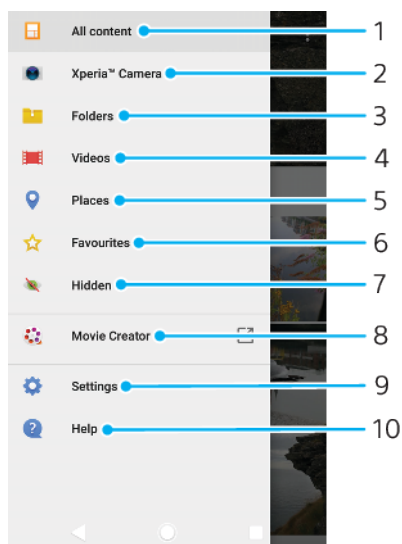 All content 1
Xperia™ Camera 2
Folders 3
Videos 4
Places 5
Favourites 6
Hidden 7
Movie Creator 8
Settings 9
Help 10